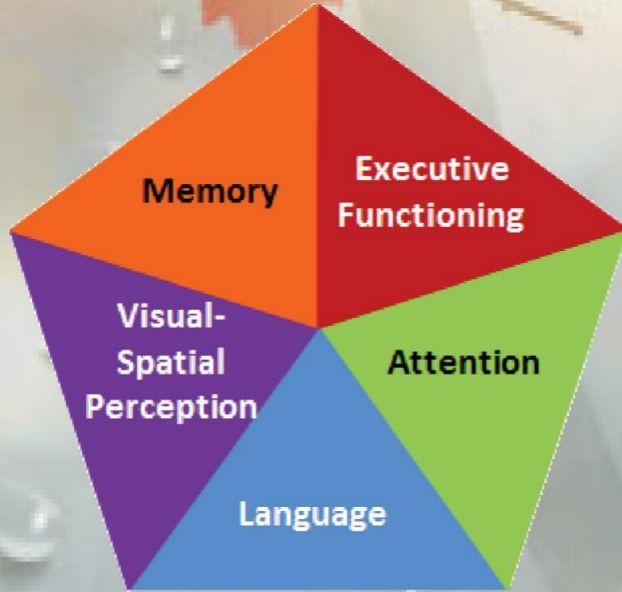 Memory
Executive
Functioning
Visual-
Spatial
Perception
Attention
Language